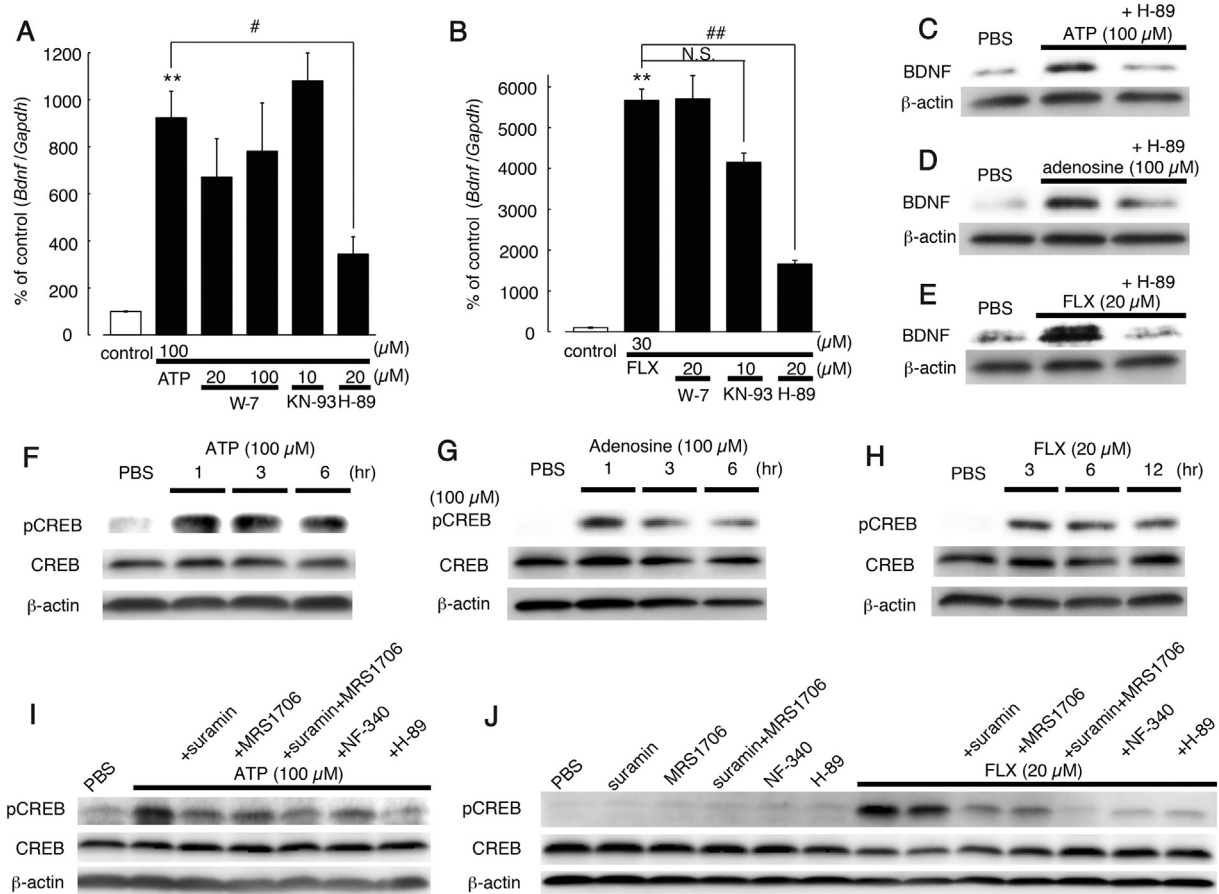 A
#
1200
1000
800
600
400
200
0
% of control (Bdnf /Gapdh)
**
control
100
(µM)
ATP
20
100
10
20
(µM)
W-7
KN-93
H-89
B
##
N.S.
**
6000
5000
4000
3000
2000
1000
0
% of control (Bdnf /Gapdh)
control
30
(µM)
FLX
20
10
20
(µM)
W-7
KN-93
H-89
C
+ H-89
PBS
ATP (100 µM)
BDNF
β-actin
D
+ H-89
PBS
adenosine (100 µM)
BDNF
β-actin
E
+ H-89
PBS
FLX (20 µM)
BDNF
β-actin
F
ATP (100 µM)
PBS
1
3
6
(hr)
pCREB
CREB
β-actin
G
Adenosine (100 µM)
PBS
1
3
6
(hr)
(100 µM)
pCREB
CREB
β-actin
H
FLX (20 µM)
PBS
3
6
12
(hr)
pCREB
CREB
β-actin
I
PBS
+suramin
+MRS1706
+suramin+MRS1706
+NF-340
+H-89
ATP (100 µM)
pCREB
CREB
β-actin
J
PBS
suramin
MRS1706
suramin+MRS1706
NF-340
H-89
+suramin
+MRS1706
+suramin+MRS1706
+NF-340
+H-89
FLX (20 µM)
pCREB
CREB
β-actin